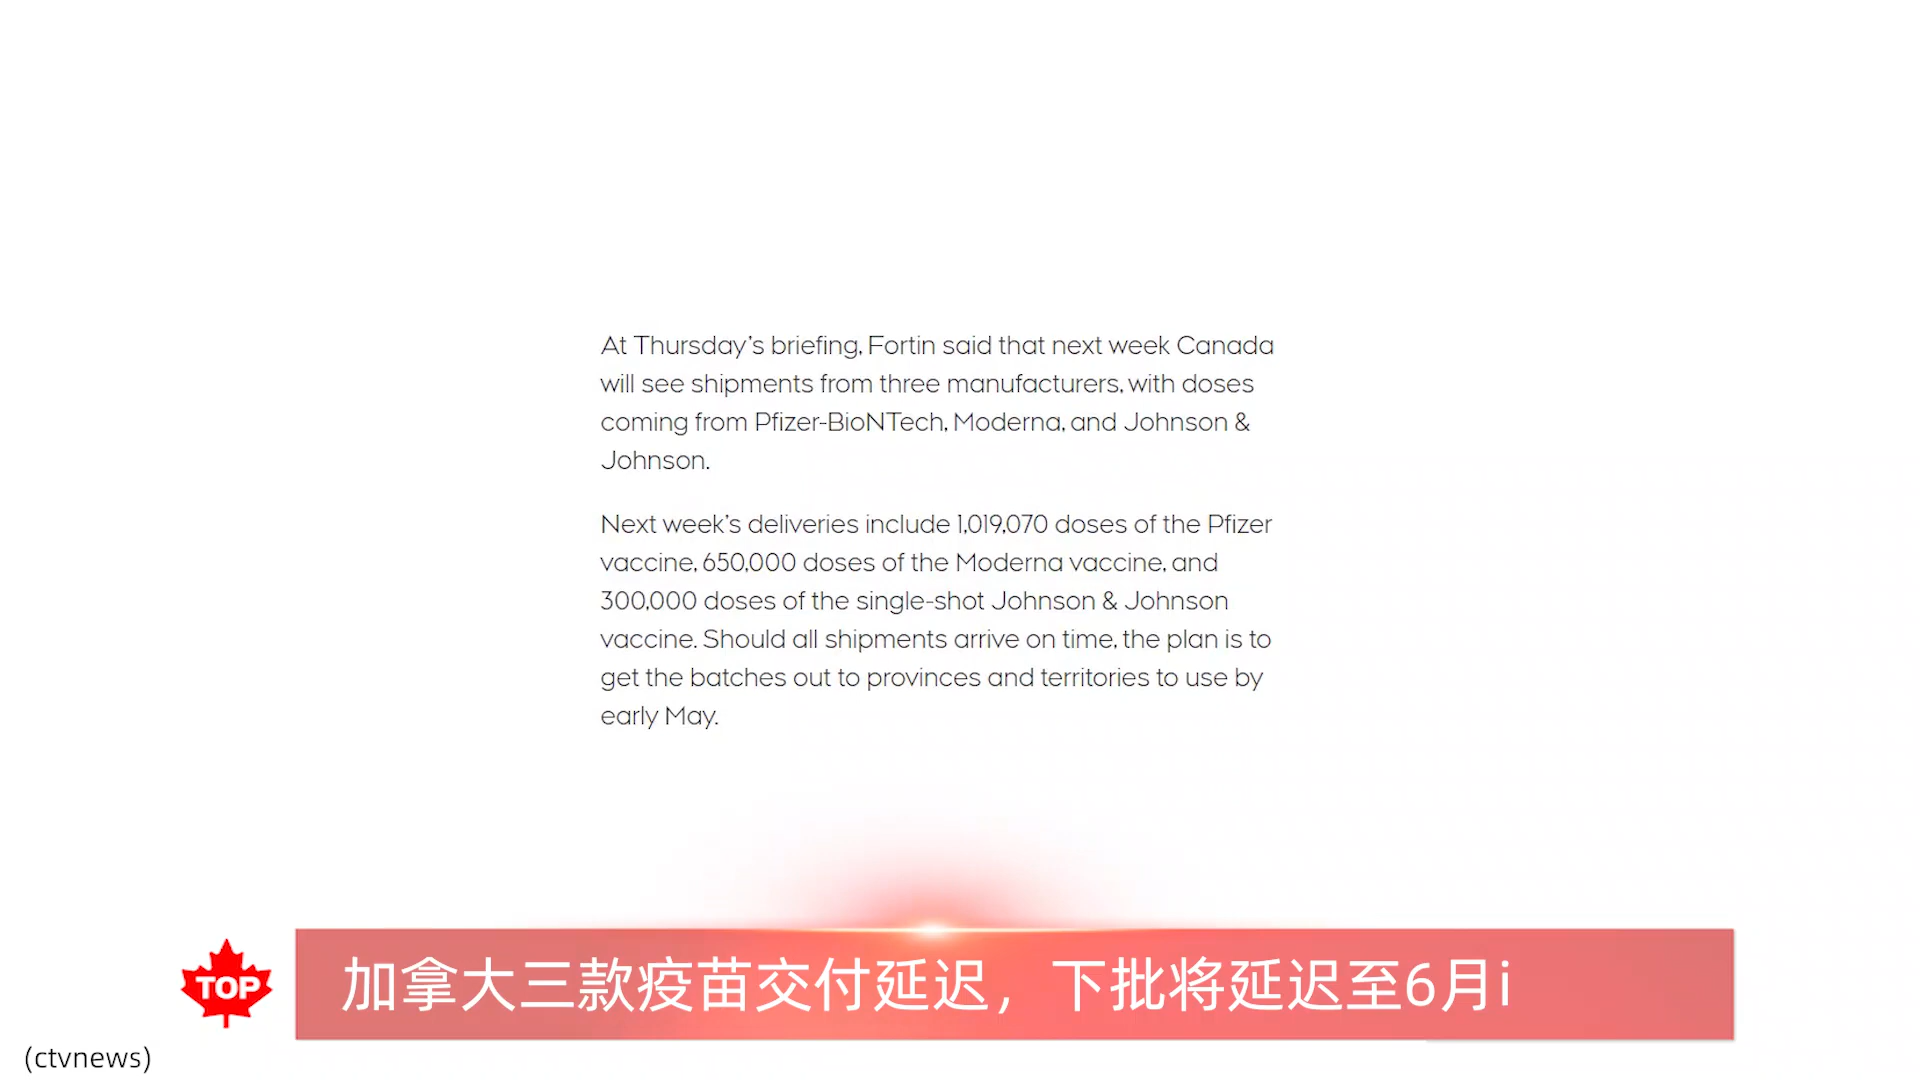 At Thursday's briefing, Fortin said that next week Canada
will see shipments from three manufacturers, with doses
coming from Pfizer-BioNTech, Moderna, and Johnson &
Johnson.
Next week's deliveries include 1,019,070 doses of the Pfizer
vaccine, 650,000 doses of the Moderna vaccine, and
300,000 doses of the single-shot Johnson & Johnson
vaccine. Should all shipments arrive on time, the plan is to
get the batches out to provinces and territories to use by
early May.
TOP
加拿大三款疫苗交付延迟，下批将延迟至6月i
(ctvnews)